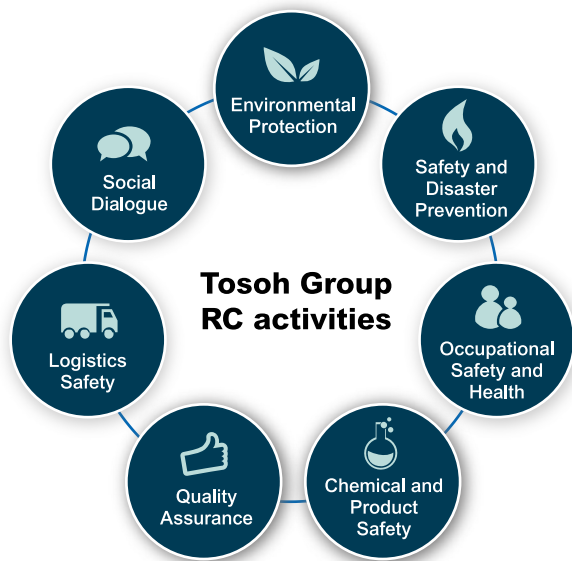 Environmental
Protection
Safety and
Disaster
Prevention
Occupational
Safety and
Health
Chemical and
Product
Safety
Quality
Assurance
Logistics
Safety
Social
Dialogue
Tosoh Group
RC activities